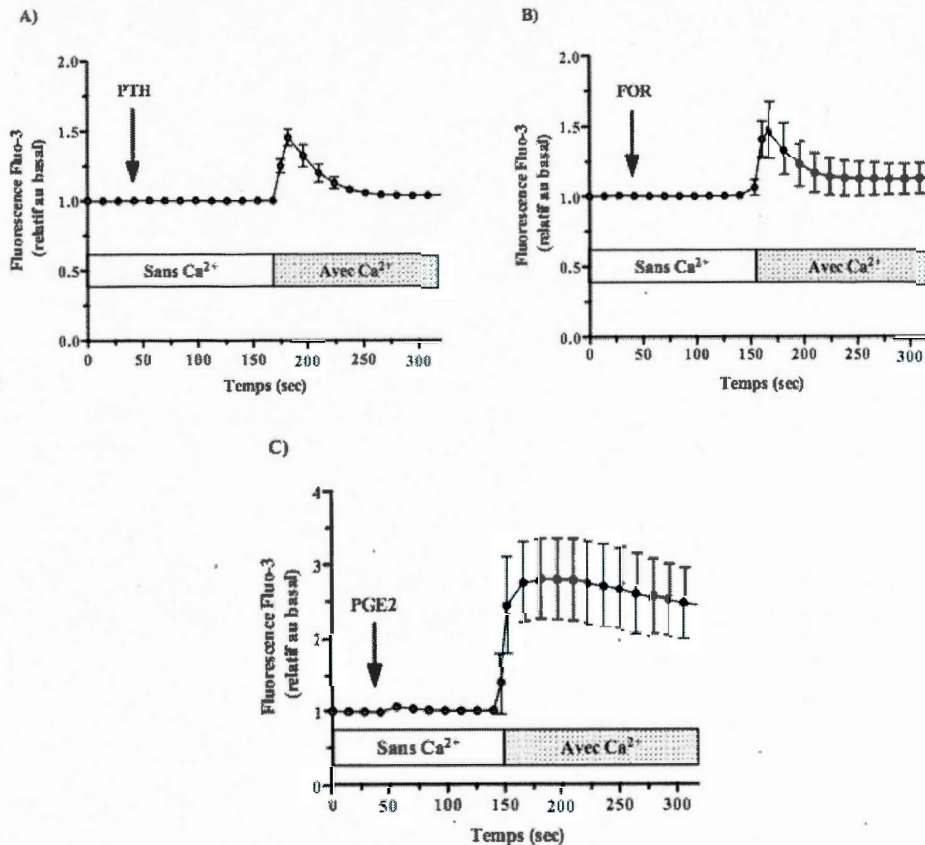 A)
2.0
1.5
1.0
0.5
0.0
Fluorescence Fluo-3
(relatif au basal)
PTH
Sans Ca²⁺
Avec Ca²⁺
0 50 100 150 200 250 300
Temps (sec)
B)
2.0
1.5
1.0
0.5
0.0
Fluorescence Fluo-3
(relatif au basal)
FOR
Sans Ca²⁺
Avec Ca²⁺
0 50 100 150 200 250 300
Temps (sec)
C)
4
3
2
1
0
Fluorescence Fluo-3
(relatif au basal)
PGE2
Sans Ca²⁺
Avec Ca²⁺
0 50 100 150 200 250 300
Temps (sec)